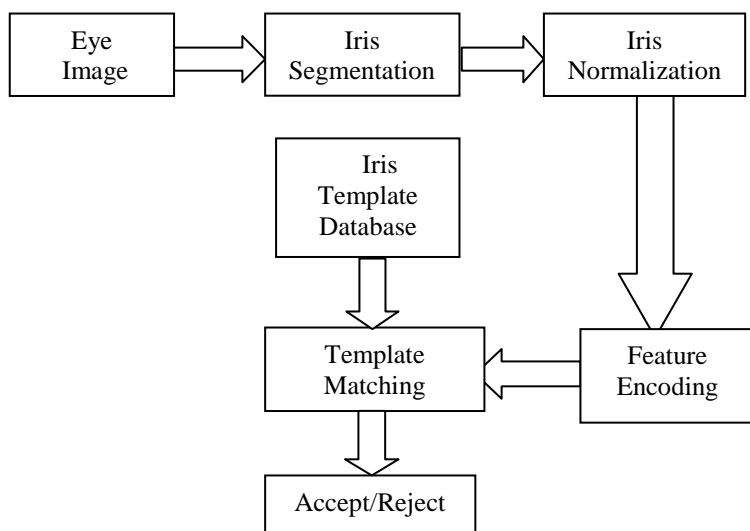 Eye
Image
Iris
Segmentation
Iris
Normalization
Iris
Template
Database
Template
Matching
Feature
Encoding
Accept/Reject